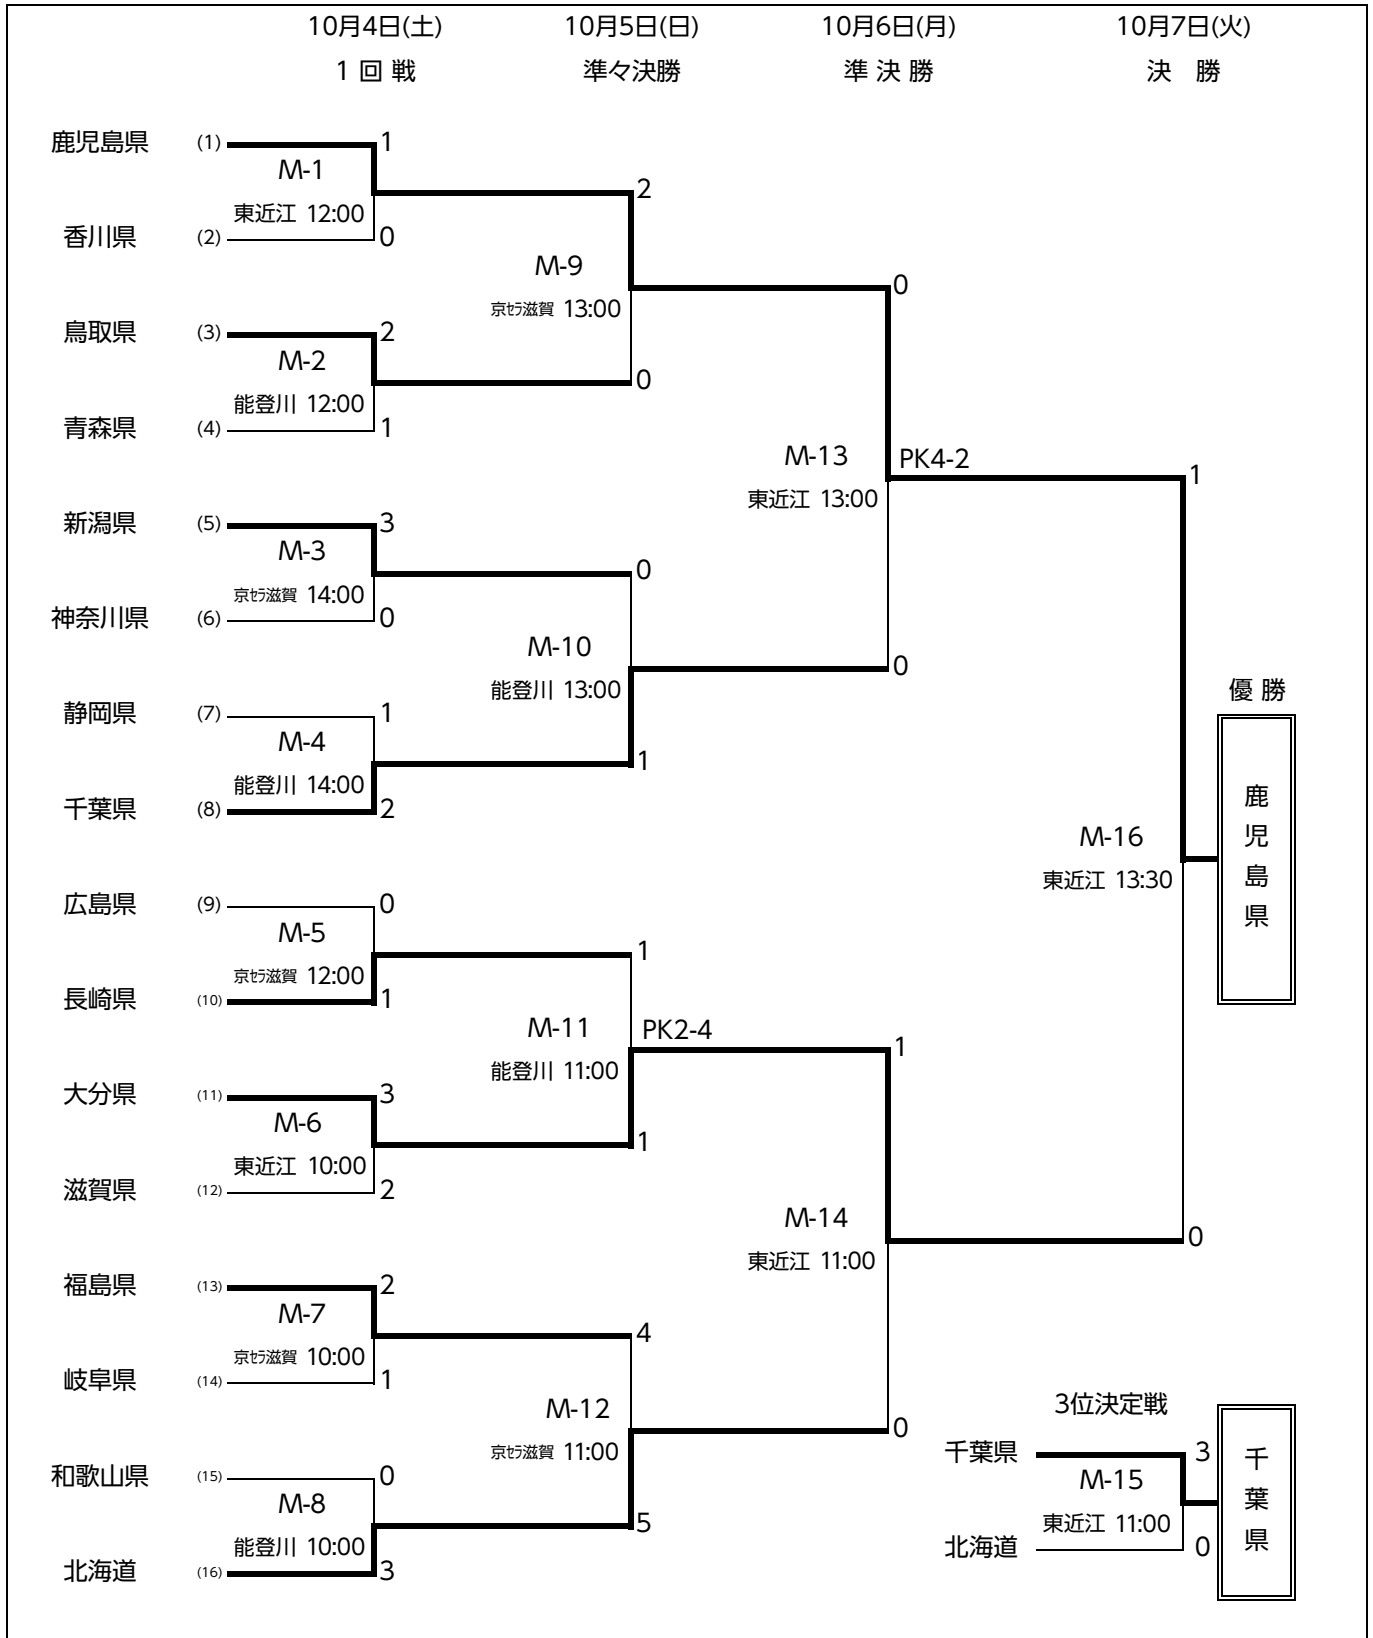 10月4日(土) 10月5日(日) 10月6日(月) 10月7日(火)
1 回 戦 準々決勝 準 決 勝 決 勝
鹿児島県 (1) 1
M-1
2
東近江 12:00
香川県 (2) 0
M-9
0
京ｾﾗ滋賀 13:00
鳥取県 (3) 2
M-2
0
能登川 12:00
青森県 (4) 1
M-13 PK4-2
1
東近江 13:00
新潟県 (5) 3
M-3
0
京ｾﾗ滋賀 14:00
神奈川県 (6) 0
M-10
0
能登川 13:00
優 勝
静岡県 (7) 1
M-4
1
能登川 14:00
千葉県 (8) 2
鹿児島県
M-16
東近江 13:30
広島県 (9) 0
M-5
1
京ｾﾗ滋賀 12:00
長崎県 (10) 1
M-11 PK2-4
1
能登川 11:00
大分県 (11) 3
M-6
1
東近江 10:00
滋賀県 (12) 2
M-14
0
東近江 11:00
福島県 (13) 2
M-7
4
京ｾﾗ滋賀 10:00
岐阜県 (14) 1
M-12
0
京ｾﾗ滋賀 11:00
3位決定戦
千葉県 3
M-15
東近江 11:00
北海道 0
千葉県
和歌山県 (15) 0
M-8
5
能登川 10:00
北海道 (16) 3